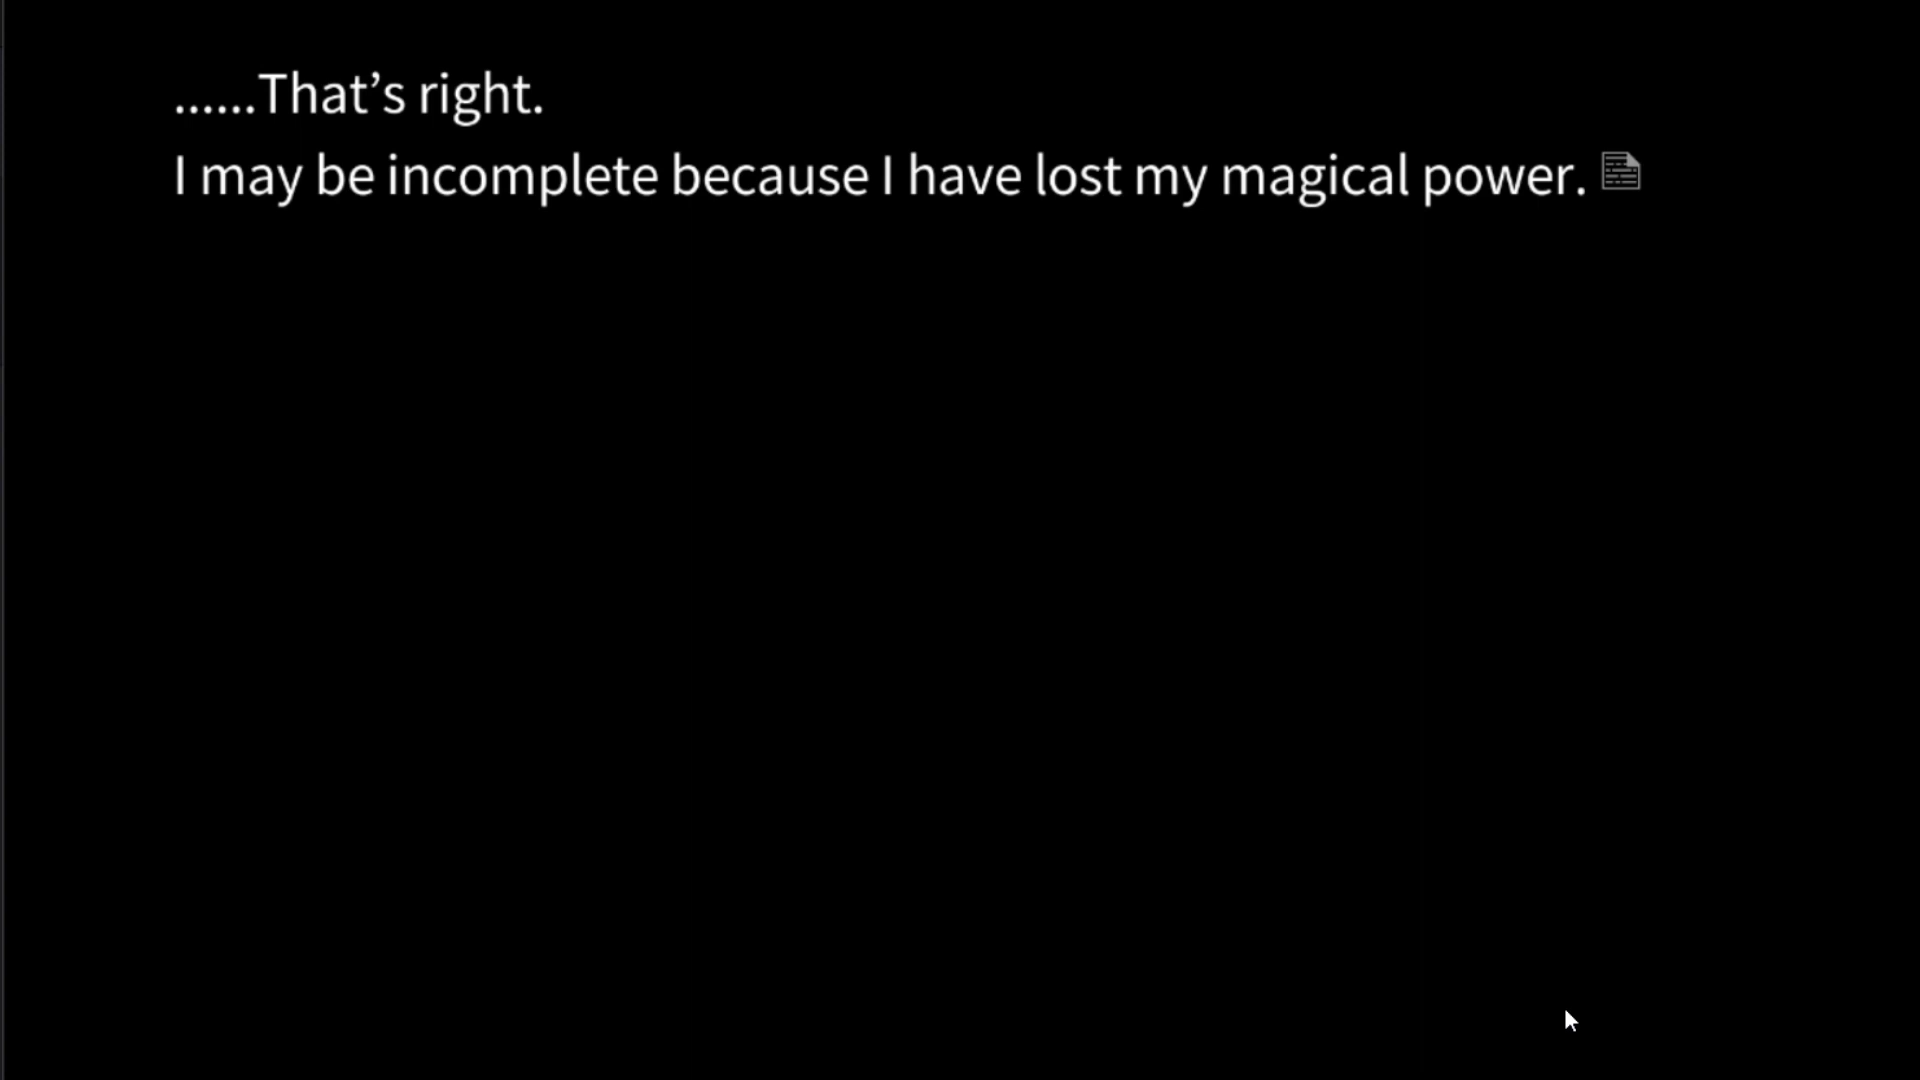 ......That’s right.
I may be incomplete because I have lost my magical power.